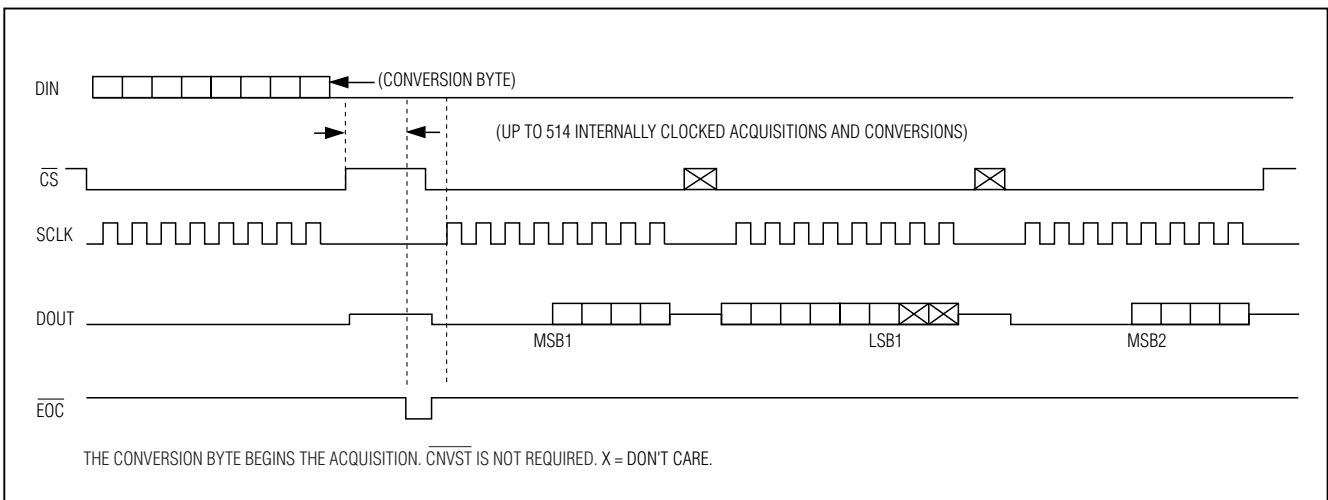 DIN
(CONVERSION BYTE)
(UP TO 514 INTERNALLY CLOCKED ACQUISITIONS AND CONVERSIONS)
CS
SCLK
DOUT
MSB1
LSB1
MSB2
EOC
THE CONVERSION BYTE BEGINS THE ACQUISITION. CNVST IS NOT REQUIRED. X = DON'T CARE.